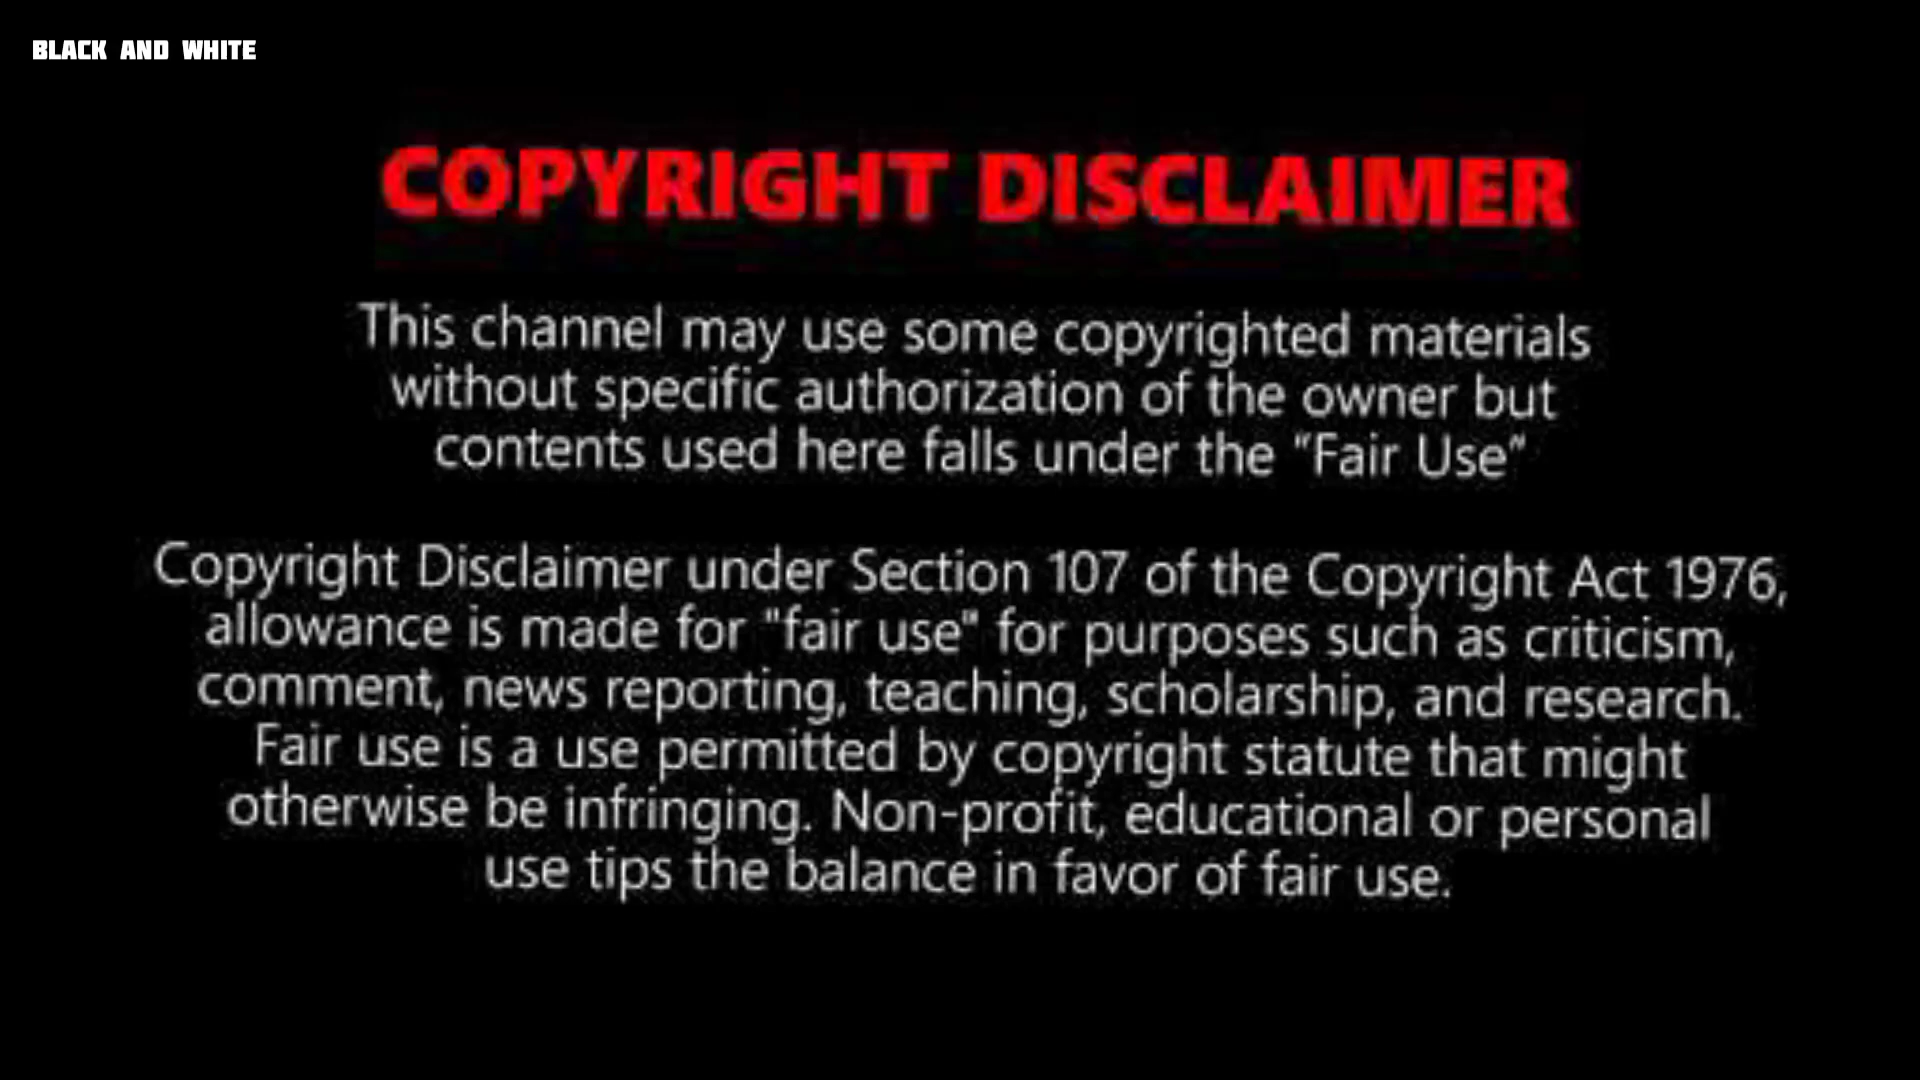 BLACK AND WHITE
COPYRIGHT DISCLAIMER
This channel may use some copyrighted materials
without specific authorization of the owner but
contents used here falls under the "Fair Use"
Copyright Disclaimer under Section 107 of the Copyright Act 1976,
allowance is made for "fair use" for purposes such as criticism,
comment, news reporting, teaching, scholarship, and research.
Fair use is a use permitted by copyright statute that might
otherwise be infringing. Non-profit, educational or personal
use tips the balance in favor of fair use.